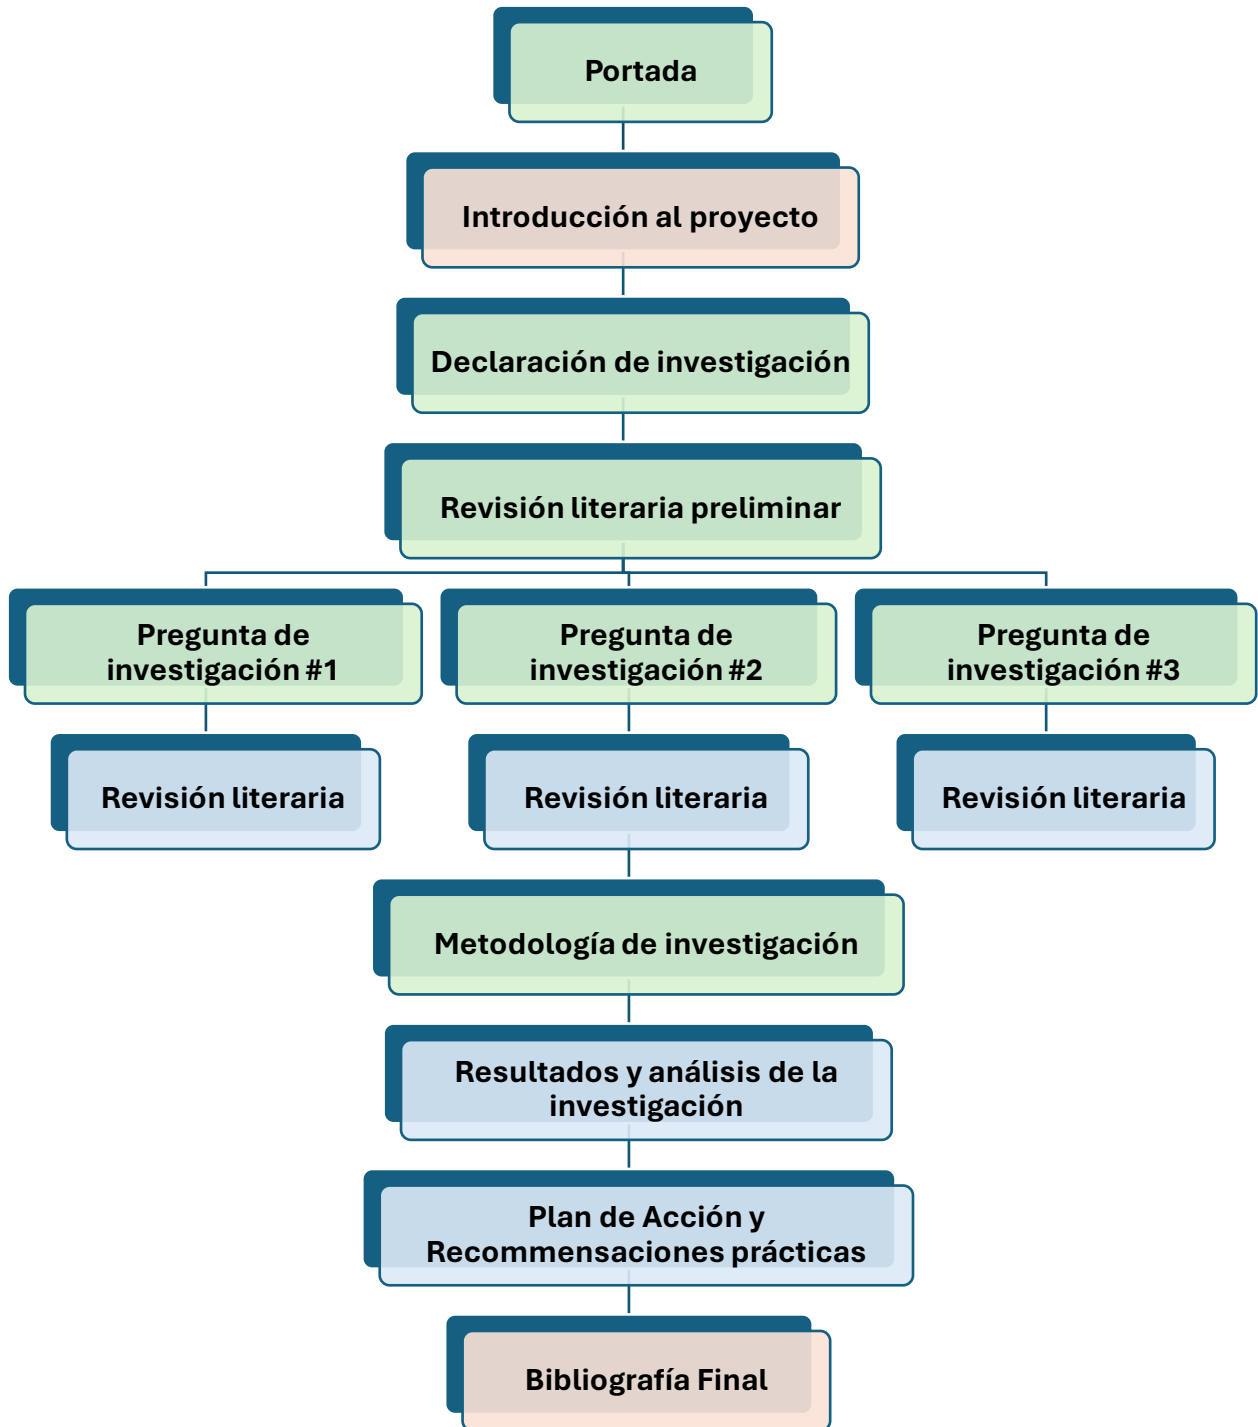 Portada
Introducción al proyecto
Declaración de investigación
Revisión literaria preliminar
Pregunta de
investigación #1
Pregunta de
investigación #2
Pregunta de
investigación #3
Revisión literaria
Revisión literaria
Revisión literaria
Metodología de investigación
Resultados y análisis de la
investigación
Plan de Acción y
Recommensaciones prácticas
Bibliografía Final